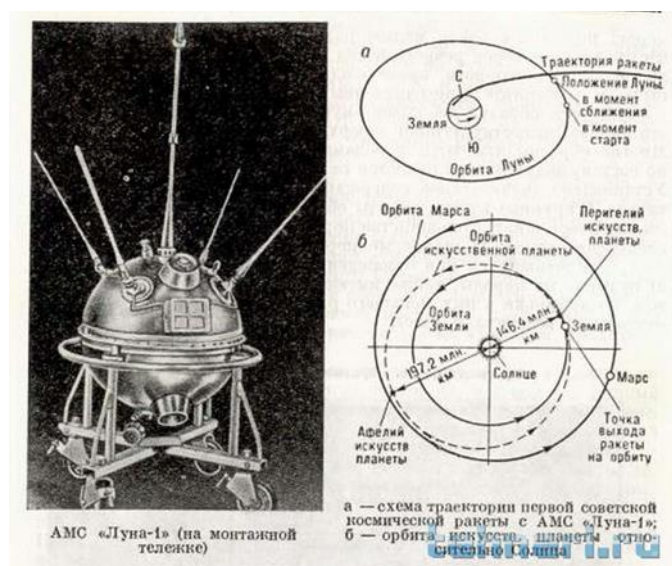 а
Траектория ракеты
С
Положение Луны
в момент
сближения
Земля
в момент
старта
Ю
Орбита Луны
Орбита Марса
Перигелий
искусств.
планеты
б
Орбита
искусственной планеты
Орбита
Земли
146.4 млн.
км
Земля
197.2 млн.
км
Солнце
Марс
Афелий
искусств
планеты
Точка
выхода
ракеты
на орбиту
АМС «Луна-1» (на монтажной
тележке)
а — схема траектории первой советской
космической ракеты с АМС «Луна-1»;
б — орбита искусств. планеты отно-
сительно Солнца